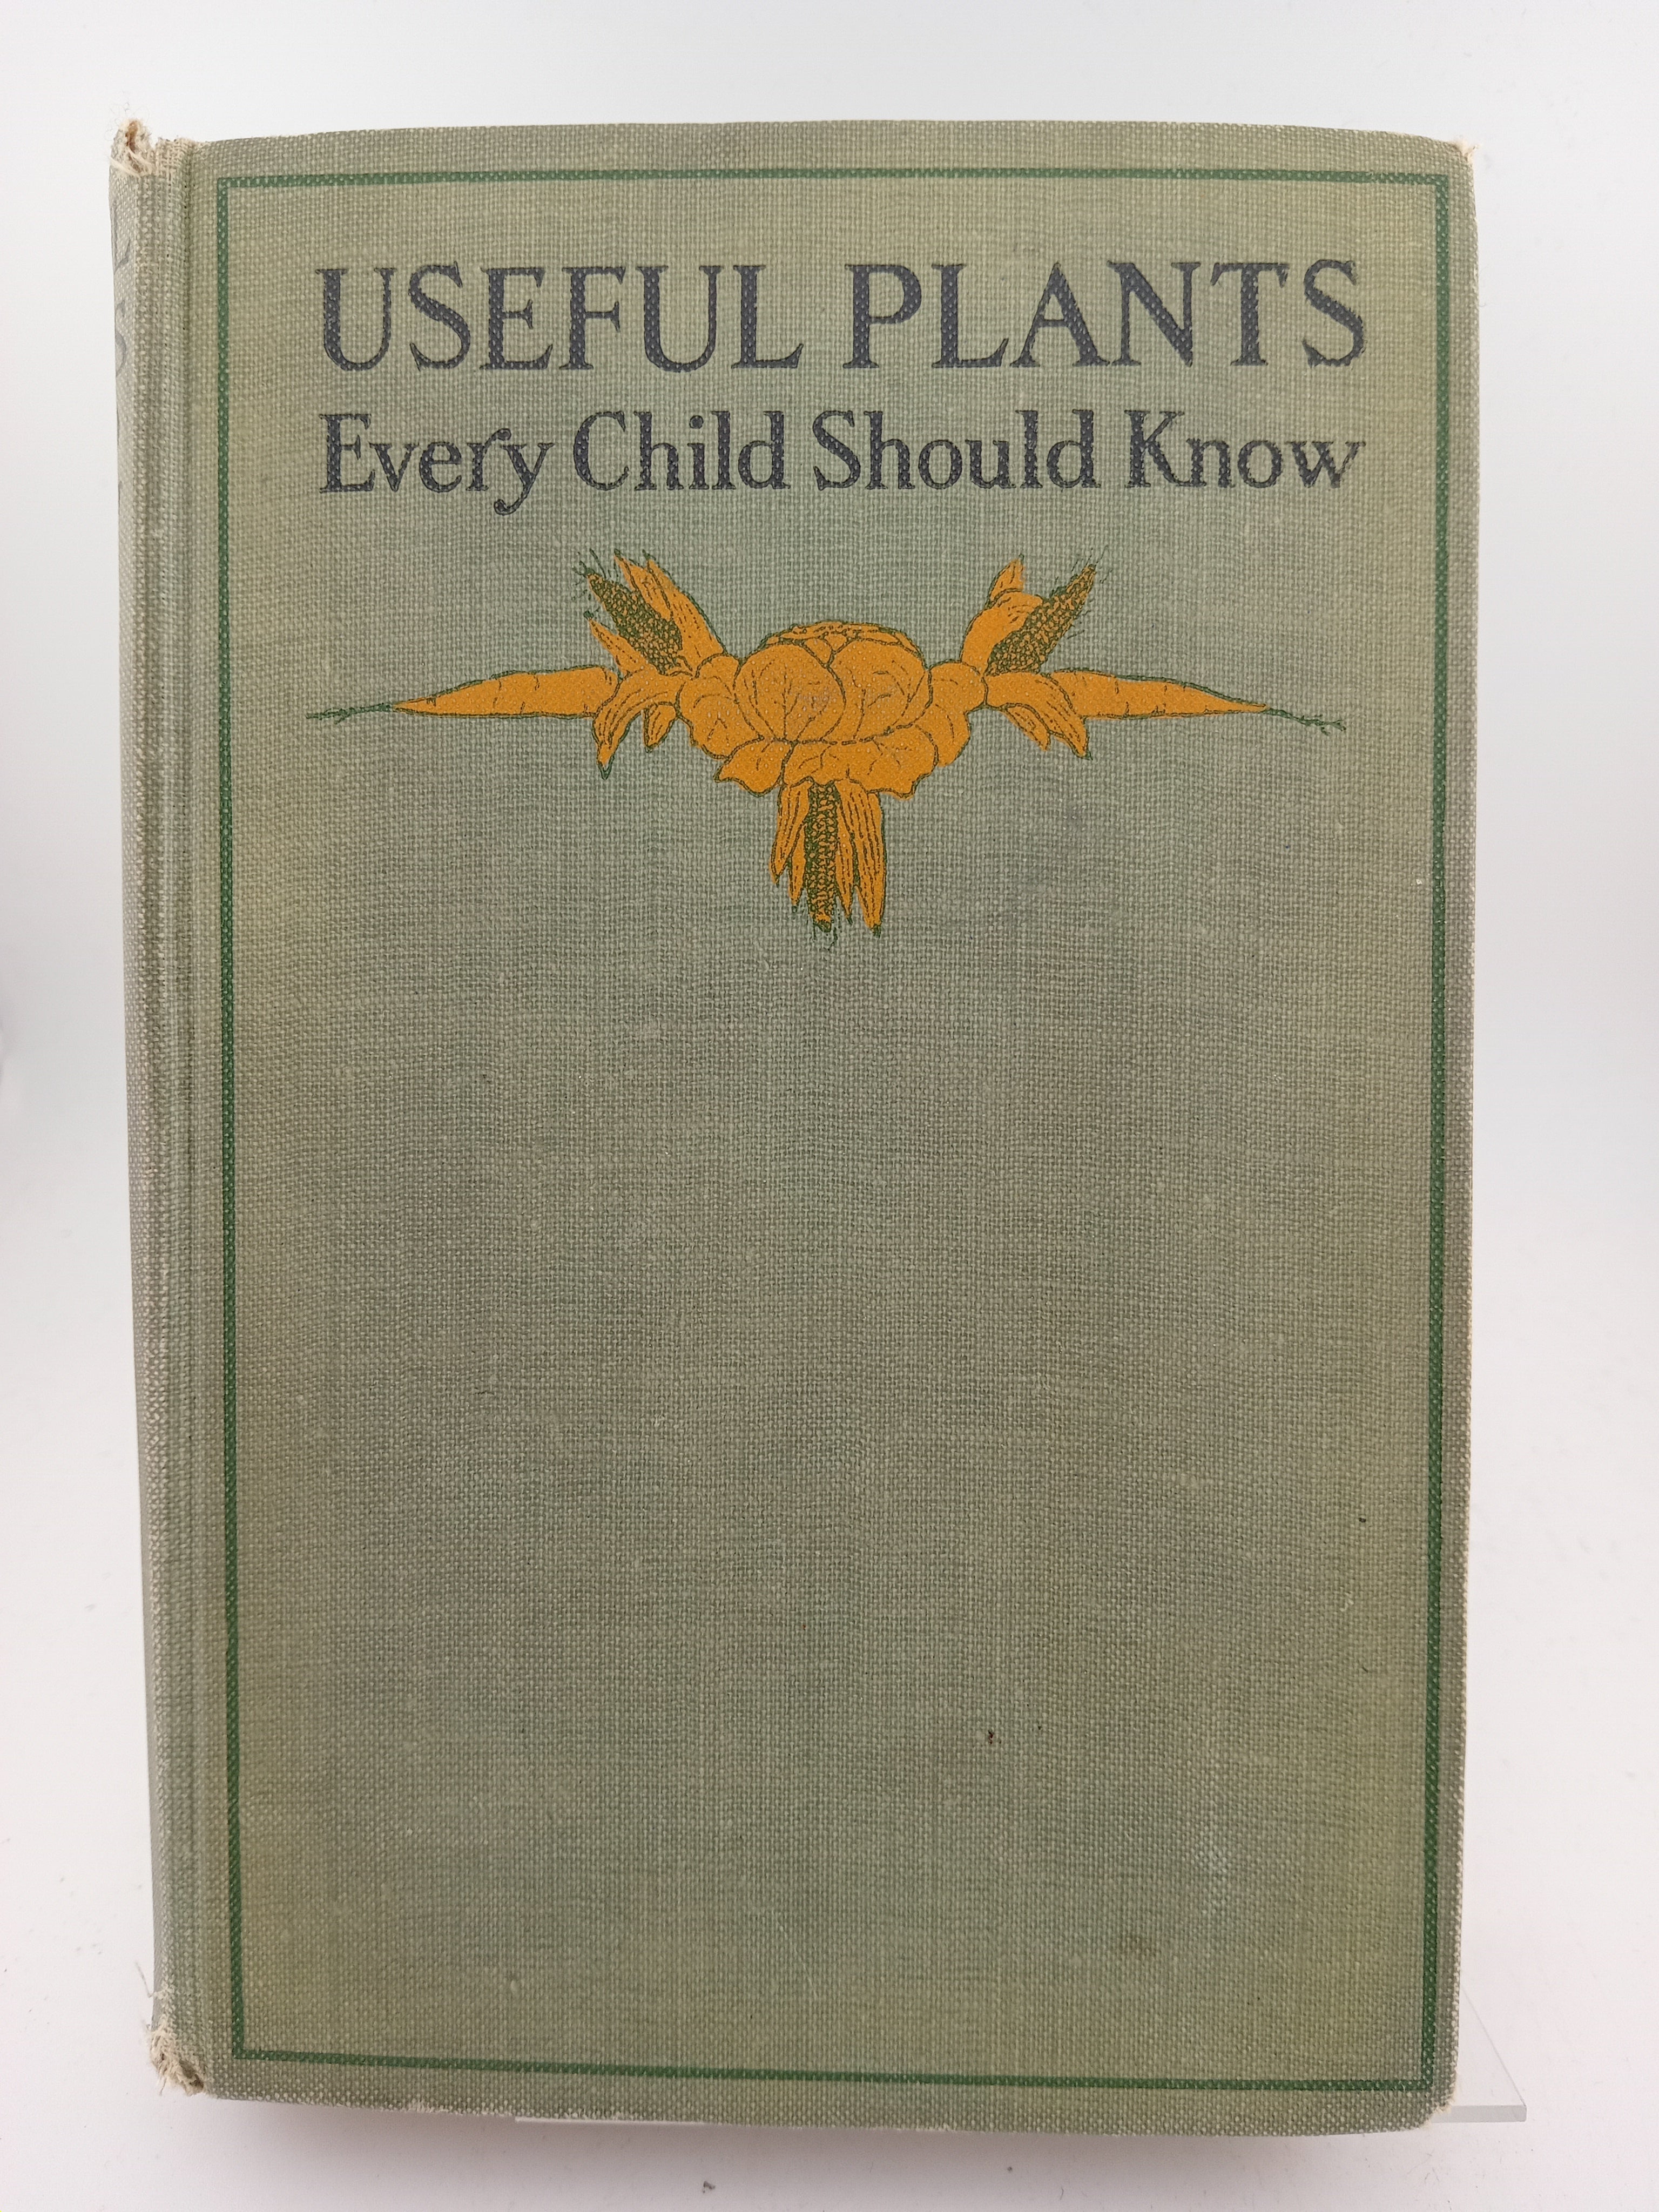 USEFUL PLANTS
Every Child Should Know